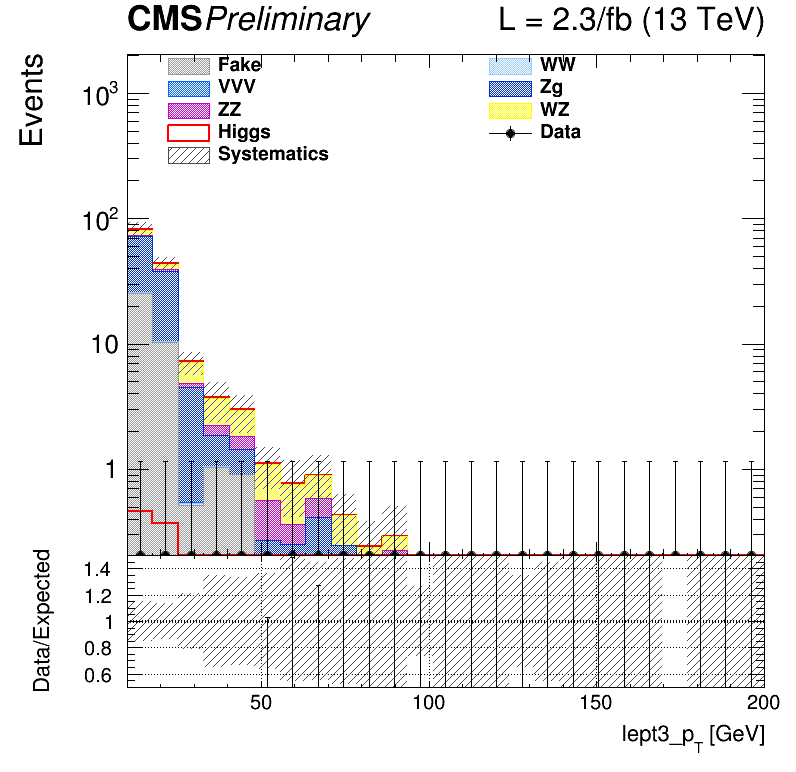 CMS Preliminary L = 2.3/fb (13 TeV)
Events
Fake WW
VVV Zg
ZZ WZ
Higgs Data
Systematics
10³
10²
10
1
Data/Expected
1.4
1.2
1
0.8
0.6
50 100 150 200
lept3_p_T [GeV]